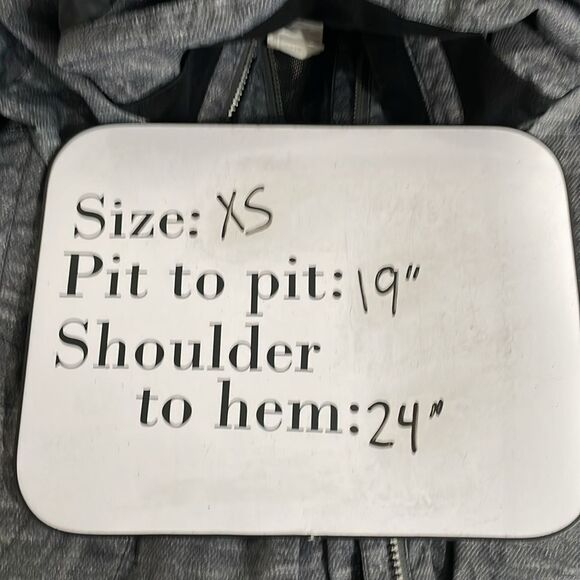 Size: XS
Pit to pit: 19"
Shoulder
to hem: 24"